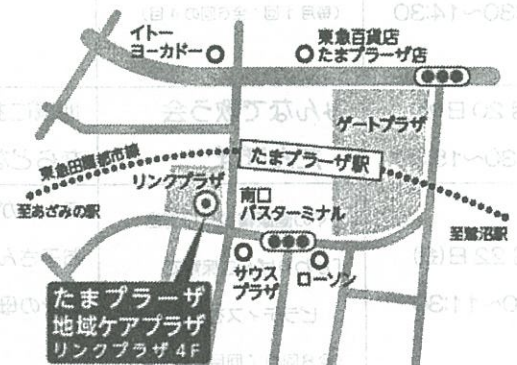 イトー
ヨーカドー
東急百貨店
たまプラーザ店
ゲートプラザ
東急田園都市線
たまプラーザ駅
リンクプラザ
至あざみの駅
南口
バスターミナル
至鷺沼駅
サウス
プラザ
ローソン
たまプラーザ
地域ケアプラザ
リンクプラザ 4F